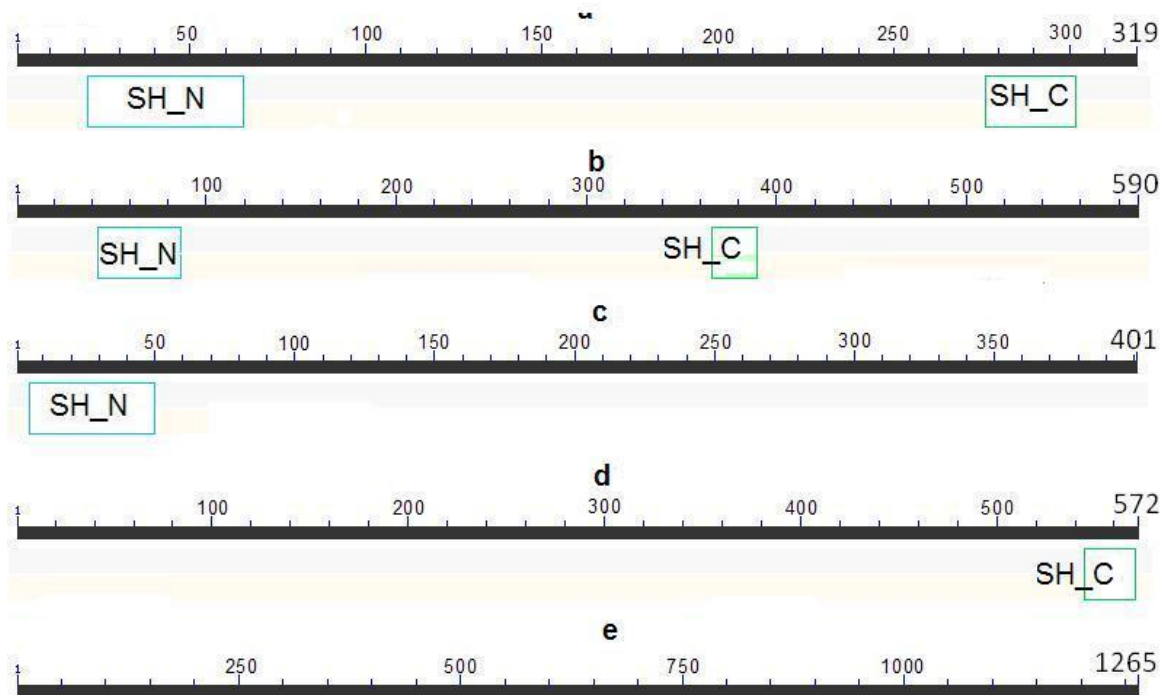 a
1 50 100 150 200 250 300 319
SH_N SH_C
b
1 100 200 300 400 500 590
SH_N SH_C
c
1 50 100 150 200 250 300 350 401
SH_N
d
1 100 200 300 400 500 572
SH_C
e
1 250 500 750 1000 1265